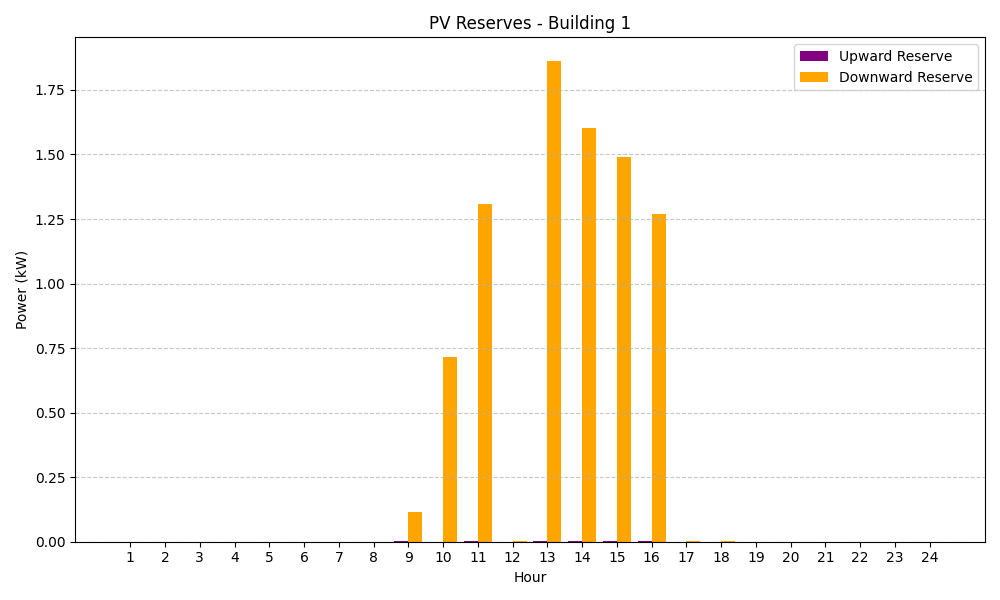 PV Reserves - Building 1
Upward Reserve
Downward Reserve
Power (kW)
1.75
1.50
1.25
1.00
0.75
0.50
0.25
0.00
1 2 3 4 5 6 7 8 9 10 11 12 13 14 15 16 17 18 19 20 21 22 23 24
Hour